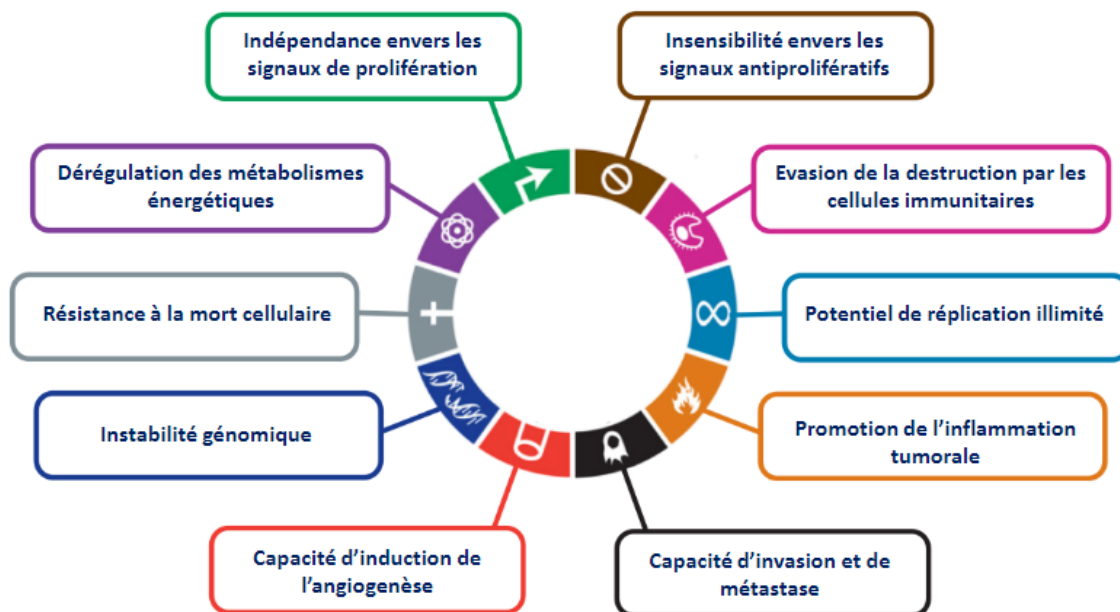 Indépendance envers les
signaux de prolifération
Insensibilité envers les
signaux antiprolifératifs
Dérégulation des métabolismes
énergétiques
Evasion de la destruction par les
cellules immunitaires
Résistance à la mort cellulaire
Potentiel de réplication illimité
Instabilité génomique
Promotion de l’inflammation
tumorale
Capacité d’induction de
l’angiogenèse
Capacité d’invasion et de
métastase